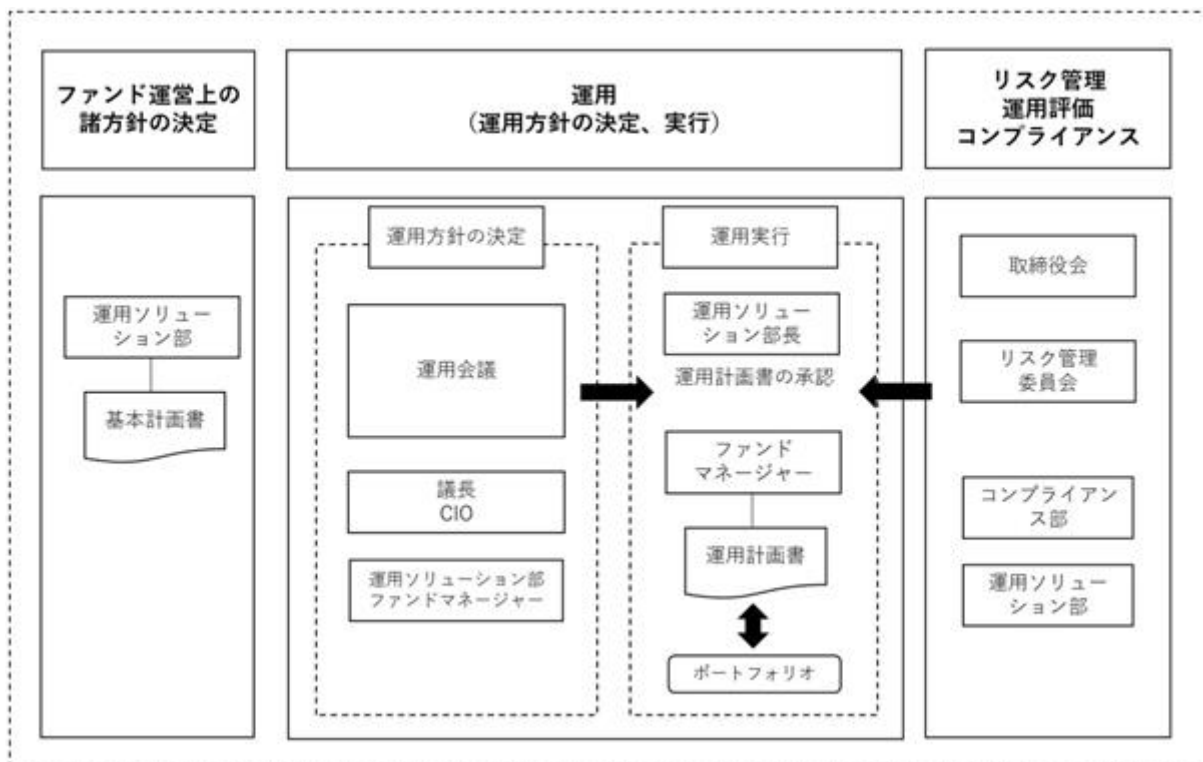 ファンド運営上の
諸方針の決定
運用
（運用方針の決定、実行）
リスク管理
運用評価
コンプライアンス
運用ソリュー
ション部
基本計画書
運用方針の決定
運用会議
議長
CIO
運用ソリューション部
ファンドマネージャー
運用実行
運用ソリュー
ション部長
運用計画書の承認
ファンド
マネージャー
運用計画書
ポートフォリオ
取締役会
リスク管理
委員会
コンプライアン
ス部
運用ソリュー
ション部